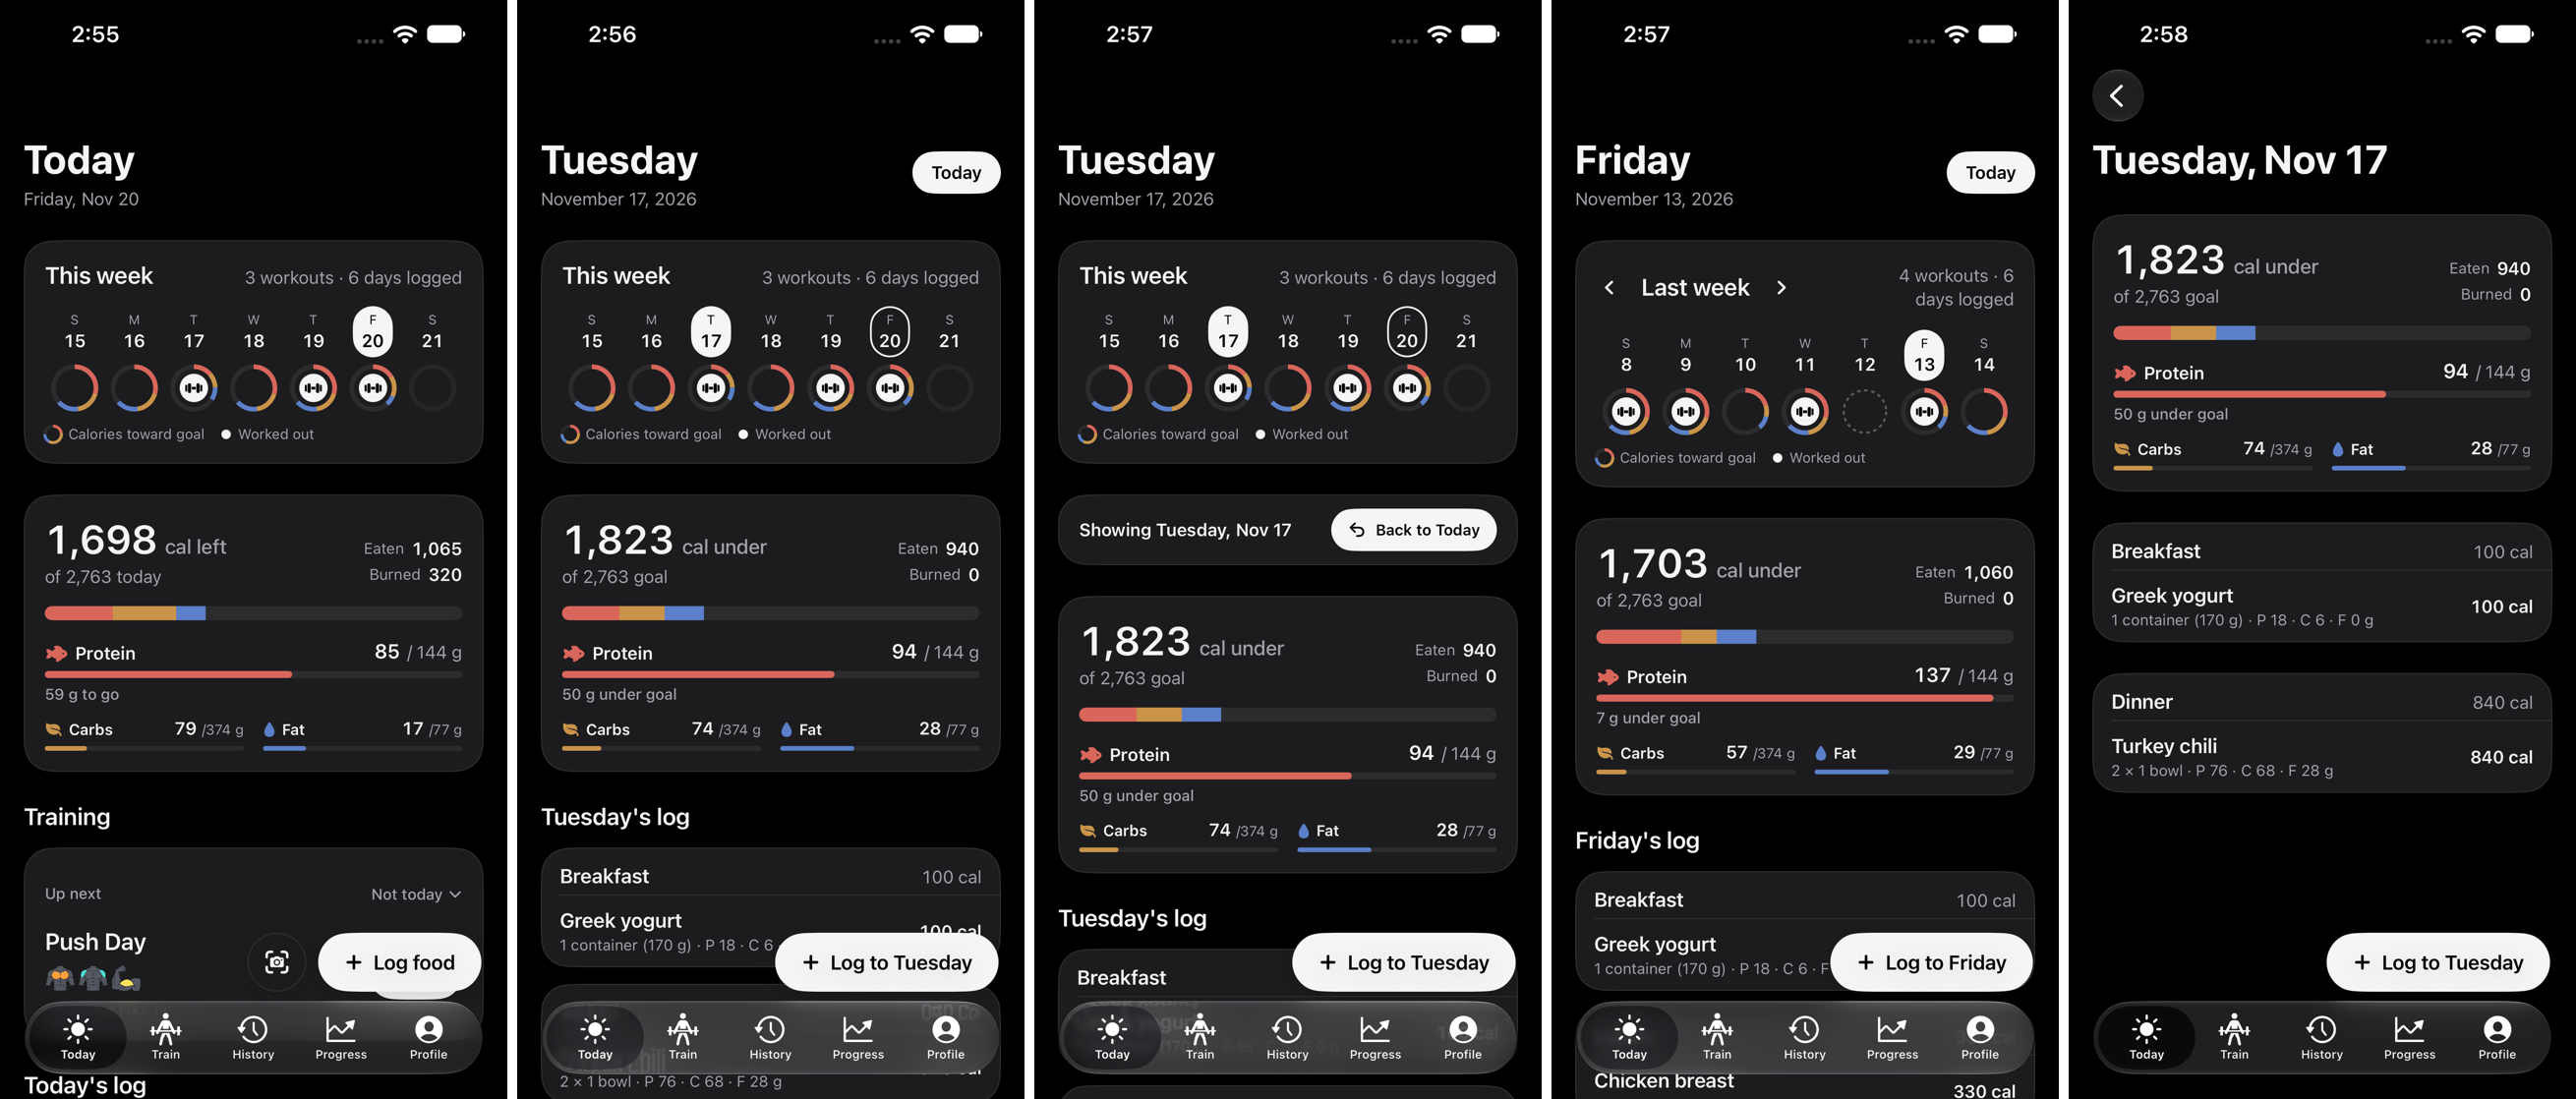 2:55
Today
Friday, Nov 20
This week 3 workouts · 6 days logged
S M T W T F S
15 16 17 18 19 20 21
Calories toward goal Worked out
1,698 cal left
of 2,763 today
Eaten 1,065
Burned 320
Protein 85 / 144 g
59 g to go
Carbs 79 /374 g Fat 17 /77 g
Training
Up next Not today
Push Day
+ Log food
Today Train History Progress Profile
Today's log
2:56
Tuesday
November 17, 2026
Today
This week 3 workouts · 6 days logged
S M T W T F S
15 16 17 18 19 20 21
Calories toward goal Worked out
1,823 cal under
of 2,763 goal
Eaten 940
Burned 0
Protein 94 / 144 g
50 g under goal
Carbs 74 /374 g Fat 28 /77 g
Tuesday's log
Breakfast 100 cal
Greek yogurt 100 cal
1 container (170 g) · P 18 · C 6
+ Log to Tuesday
Today Train History Progress Profile
2 × 1 bowl · P 76 · C 68 · F 28 g
2:57
Tuesday
November 17, 2026
This week 3 workouts · 6 days logged
S M T W T F S
15 16 17 18 19 20 21
Calories toward goal Worked out
Showing Tuesday, Nov 17 Back to Today
1,823 cal under
of 2,763 goal
Eaten 940
Burned 0
Protein 94 / 144 g
50 g under goal
Carbs 74 /374 g Fat 28 /77 g
Tuesday's log
Breakfast
+ Log to Tuesday
Today Train History Progress Profile
2:57
Friday
November 13, 2026
Today
Last week
4 workouts · 6
days logged
S M T W T F S
8 9 10 11 12 13 14
Calories toward goal Worked out
1,703 cal under
of 2,763 goal
Eaten 1,060
Burned 0
Protein 137 / 144 g
7 g under goal
Carbs 57 /374 g Fat 29 /77 g
Friday's log
Breakfast 100 cal
Greek yogurt
1 container (170 g) · P 18 · C 6 · F
+ Log to Friday
Today Train History Progress Profile
Chicken breast 330 cal
2:58
Tuesday, Nov 17
1,823 cal under
of 2,763 goal
Eaten 940
Burned 0
Protein 94 / 144 g
50 g under goal
Carbs 74 /374 g Fat 28 /77 g
Breakfast 100 cal
Greek yogurt 100 cal
1 container (170 g) · P 18 · C 6 · F 0 g
Dinner 840 cal
Turkey chili 840 cal
2 × 1 bowl · P 76 · C 68 · F 28 g
+ Log to Tuesday
Today Train History Progress Profile